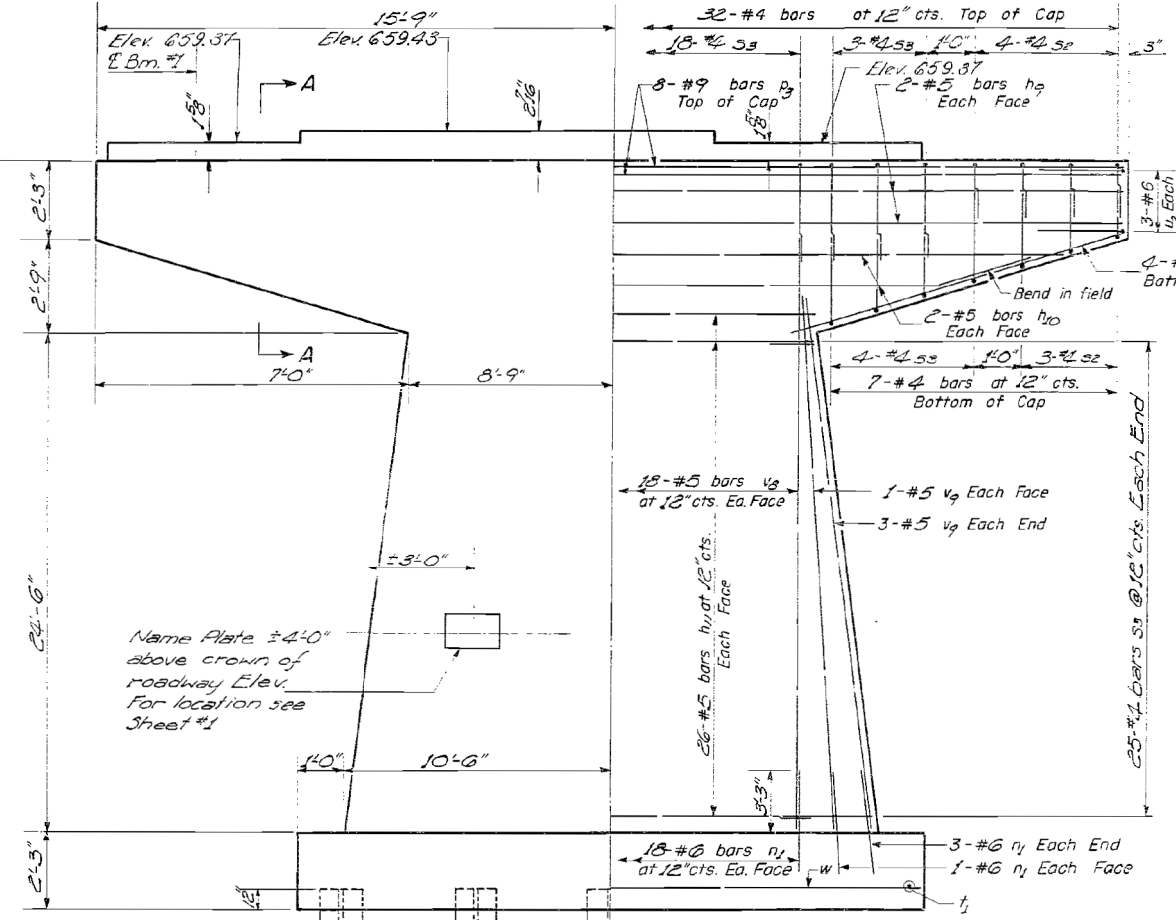 15'-9"
32-#4 bars at 12" cts. Top of Cap
Elev. 659.37
Elev. 659.43
18-#4 s3
3-#4 s3
1'-0"
4-#4 s2
3"
℄ Bm. #1
A
Elev. 659.37
8-#9 bars p3
Top of Cap
2-#5 bars h9
Each Face
1⅝"
1⅝"
2'-3"
3-#6
Each
2'-9"
4-#
Bott
Bend in field
2-#5 bars h10
Each Face
A
7'-0"
8'-9"
4-#4 s3
1'-0"
3-#4 s2
7-#4 bars at 12" cts.
Bottom of Cap
18-#5 bars v8
at 12" cts. Ea. Face
1-#5 v9 Each Face
3-#5 v9 Each End
±3'-0"
24'-6"
26-#5 bars h11 at 12" cts.
Each Face
25-#4 bars s3 @ 12" cts. Each End
Name Plate ±4'-0"
above crown of
roadway Elev.
For location see
Sheet #1
1'-0"
10'-6"
3'-3"
2'-3"
12"
18-#6 bars n1
at 12" cts. Ea. Face
w
3-#6 n1 Each End
1-#6 n1 Each Face
t1